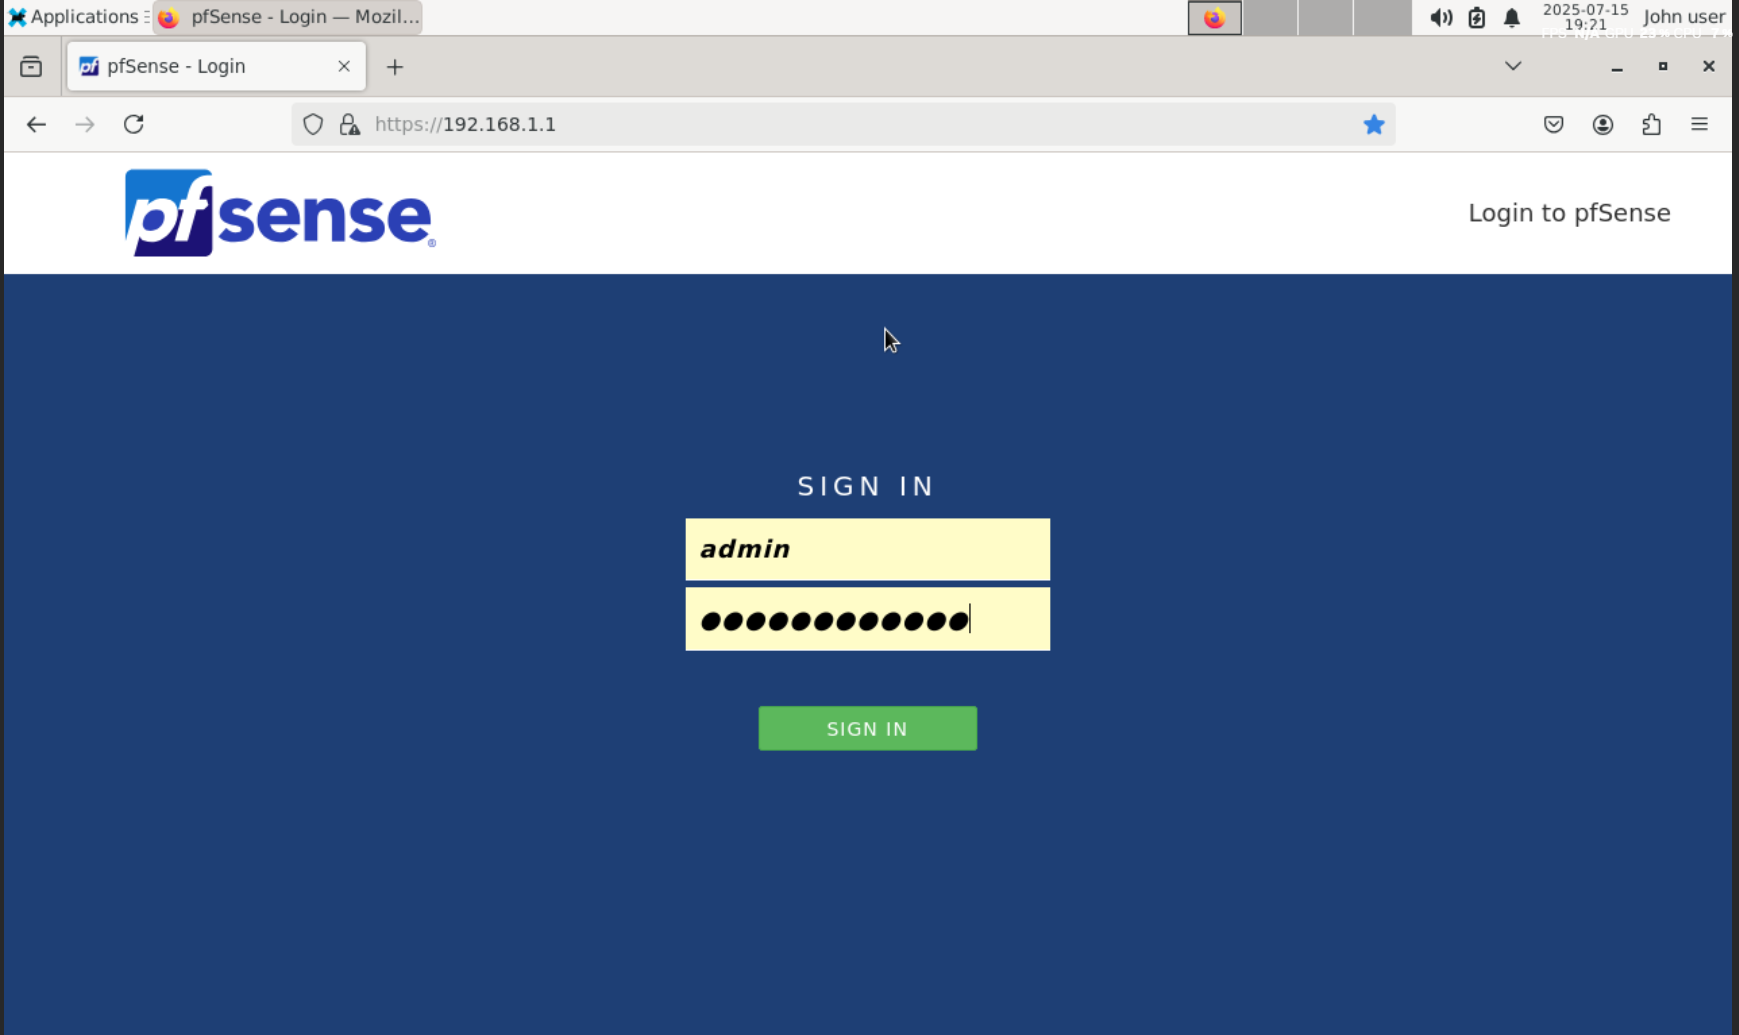 Applications
pfSense - Login — Mozil...
2025-07-15
19:21
John user
pfSense - Login
https://192.168.1.1
pfsense®
Login to pfSense
SIGN IN
admin
●●●●●●●●●●●●
SIGN IN